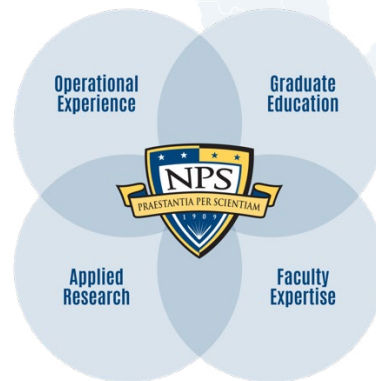 Operational
Experience
Graduate
Education
NPS
PRAESTANTIA PER SCIENTIAM
1909
Applied
Research
Faculty
Expertise